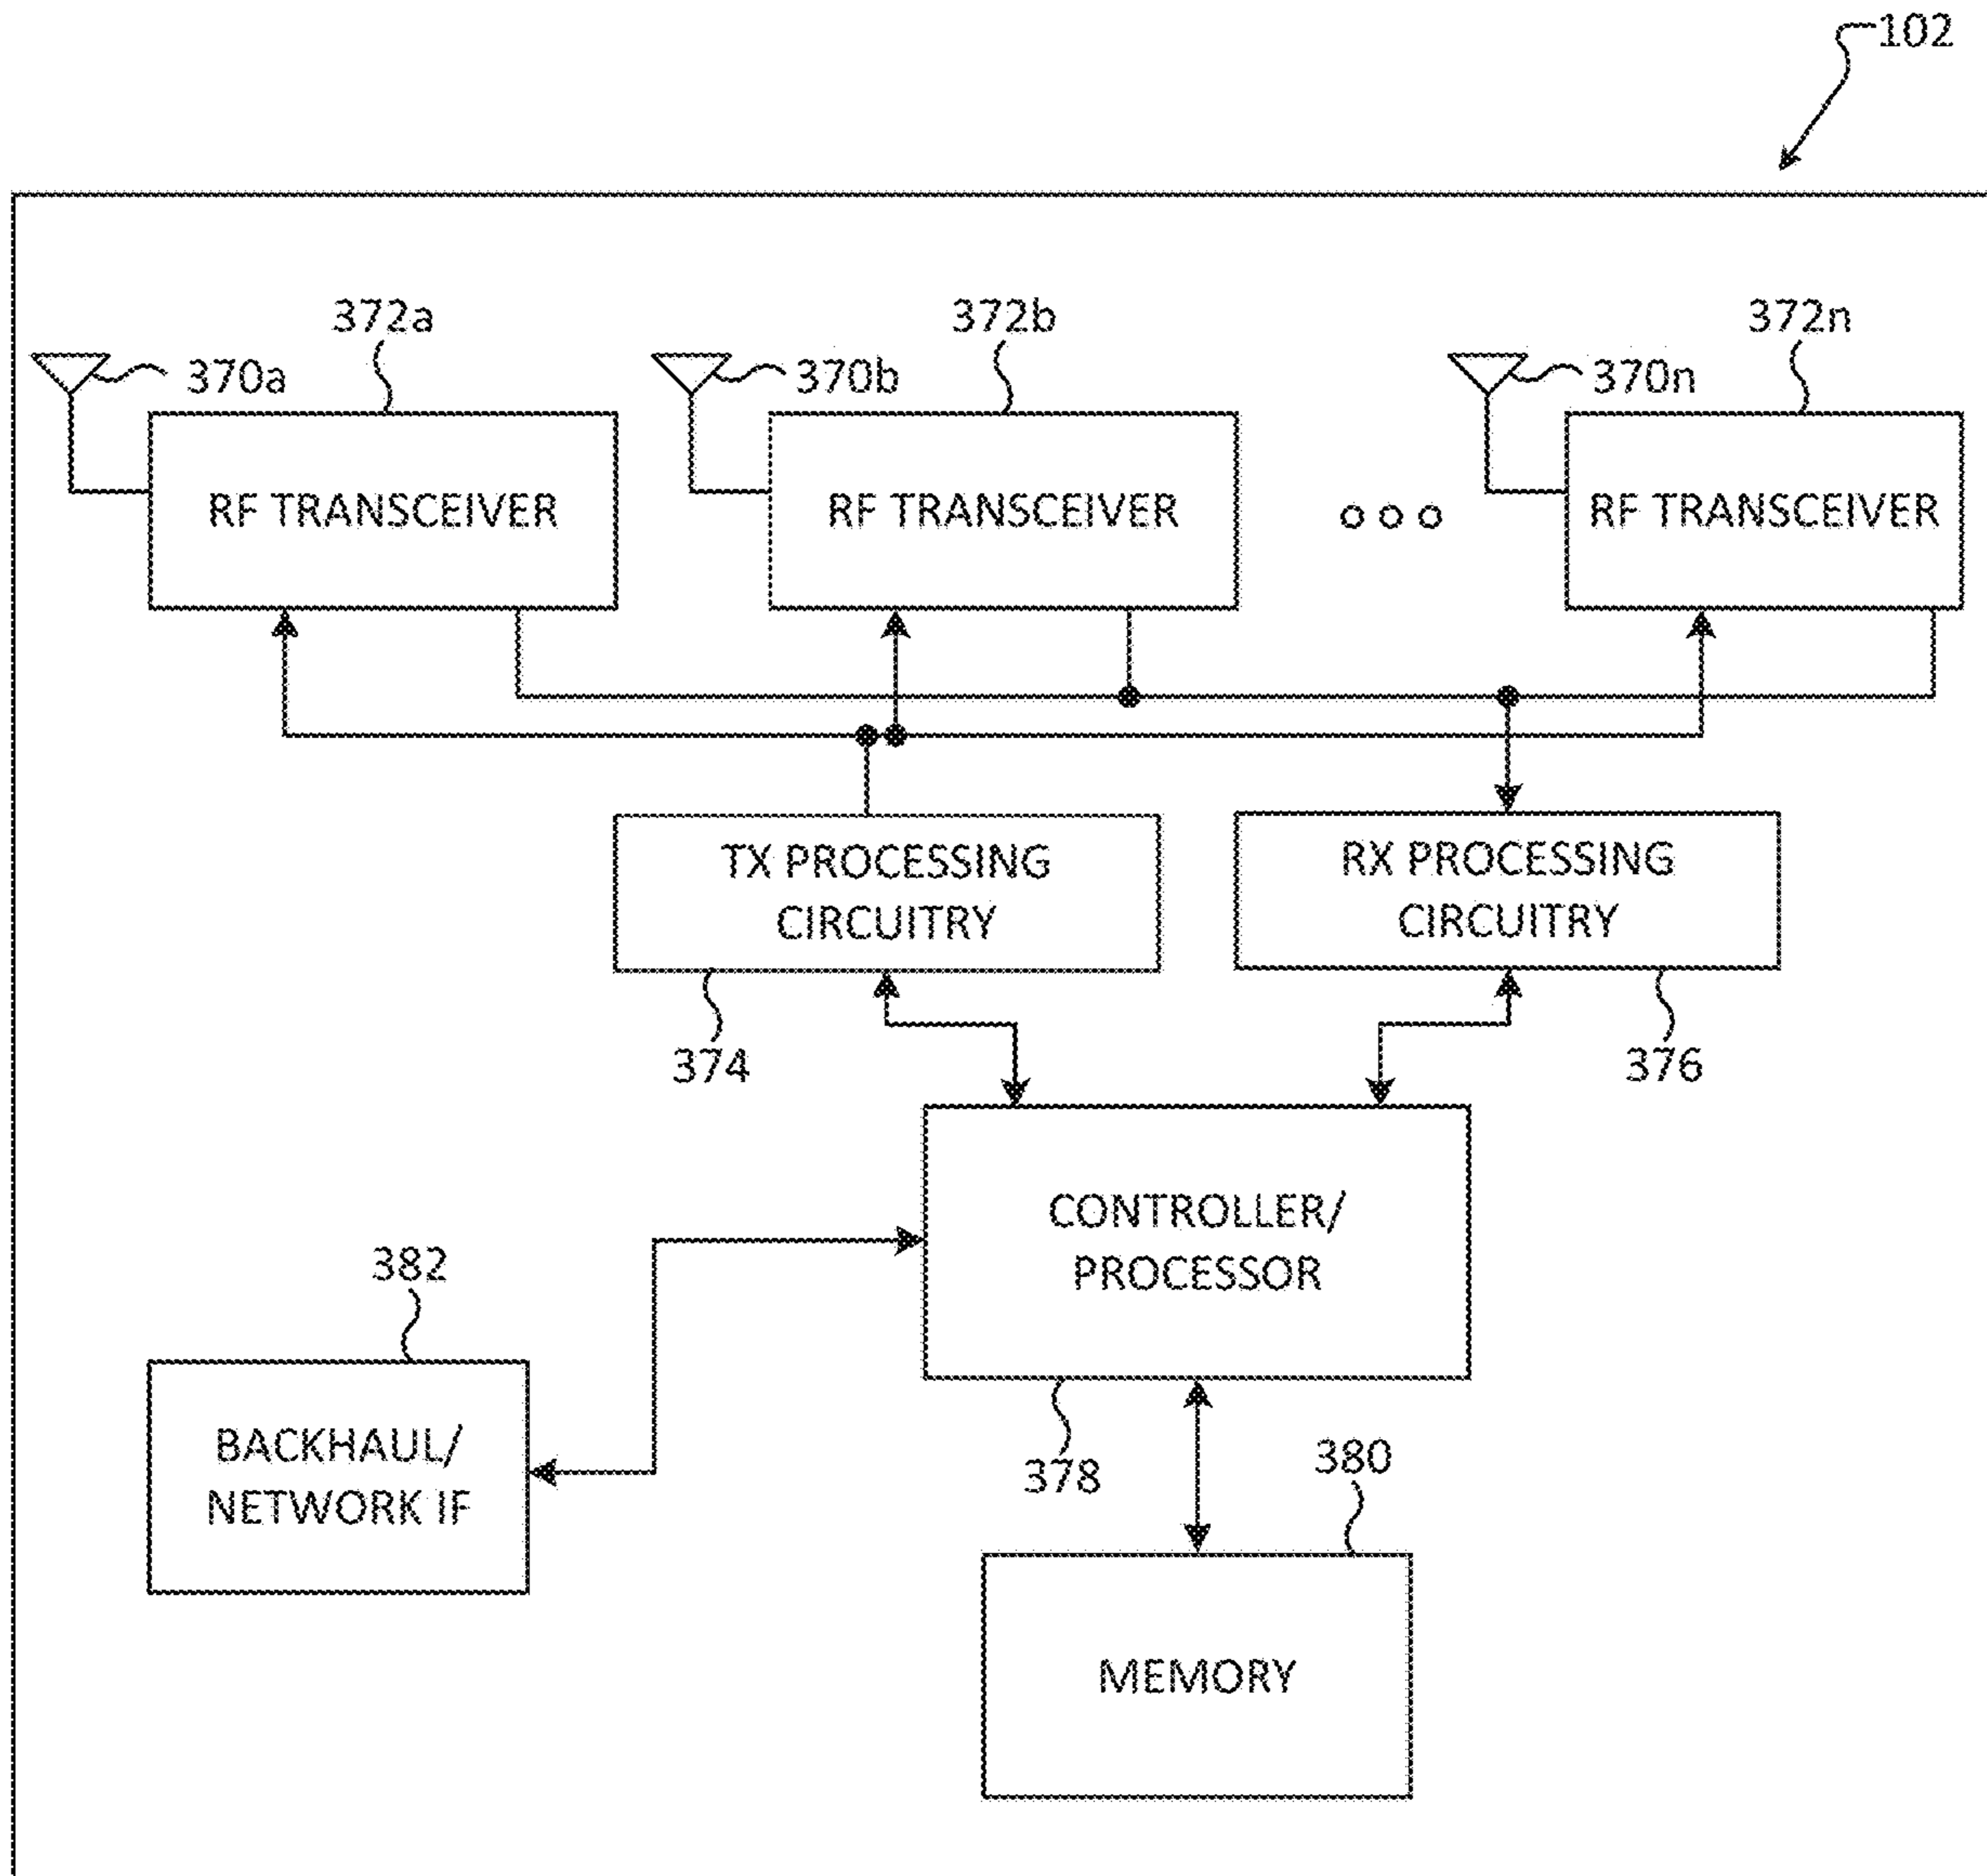 102
372a
372b
372n
370a
370b
370n
RF TRANSCEIVER
RF TRANSCEIVER
RF TRANSCEIVER
TX PROCESSING
CIRCUITRY
RX PROCESSING
CIRCUITRY
374
376
CONTROLLER/
PROCESSOR
382
BACKHAUL/
NETWORK IF
378
380
MEMORY